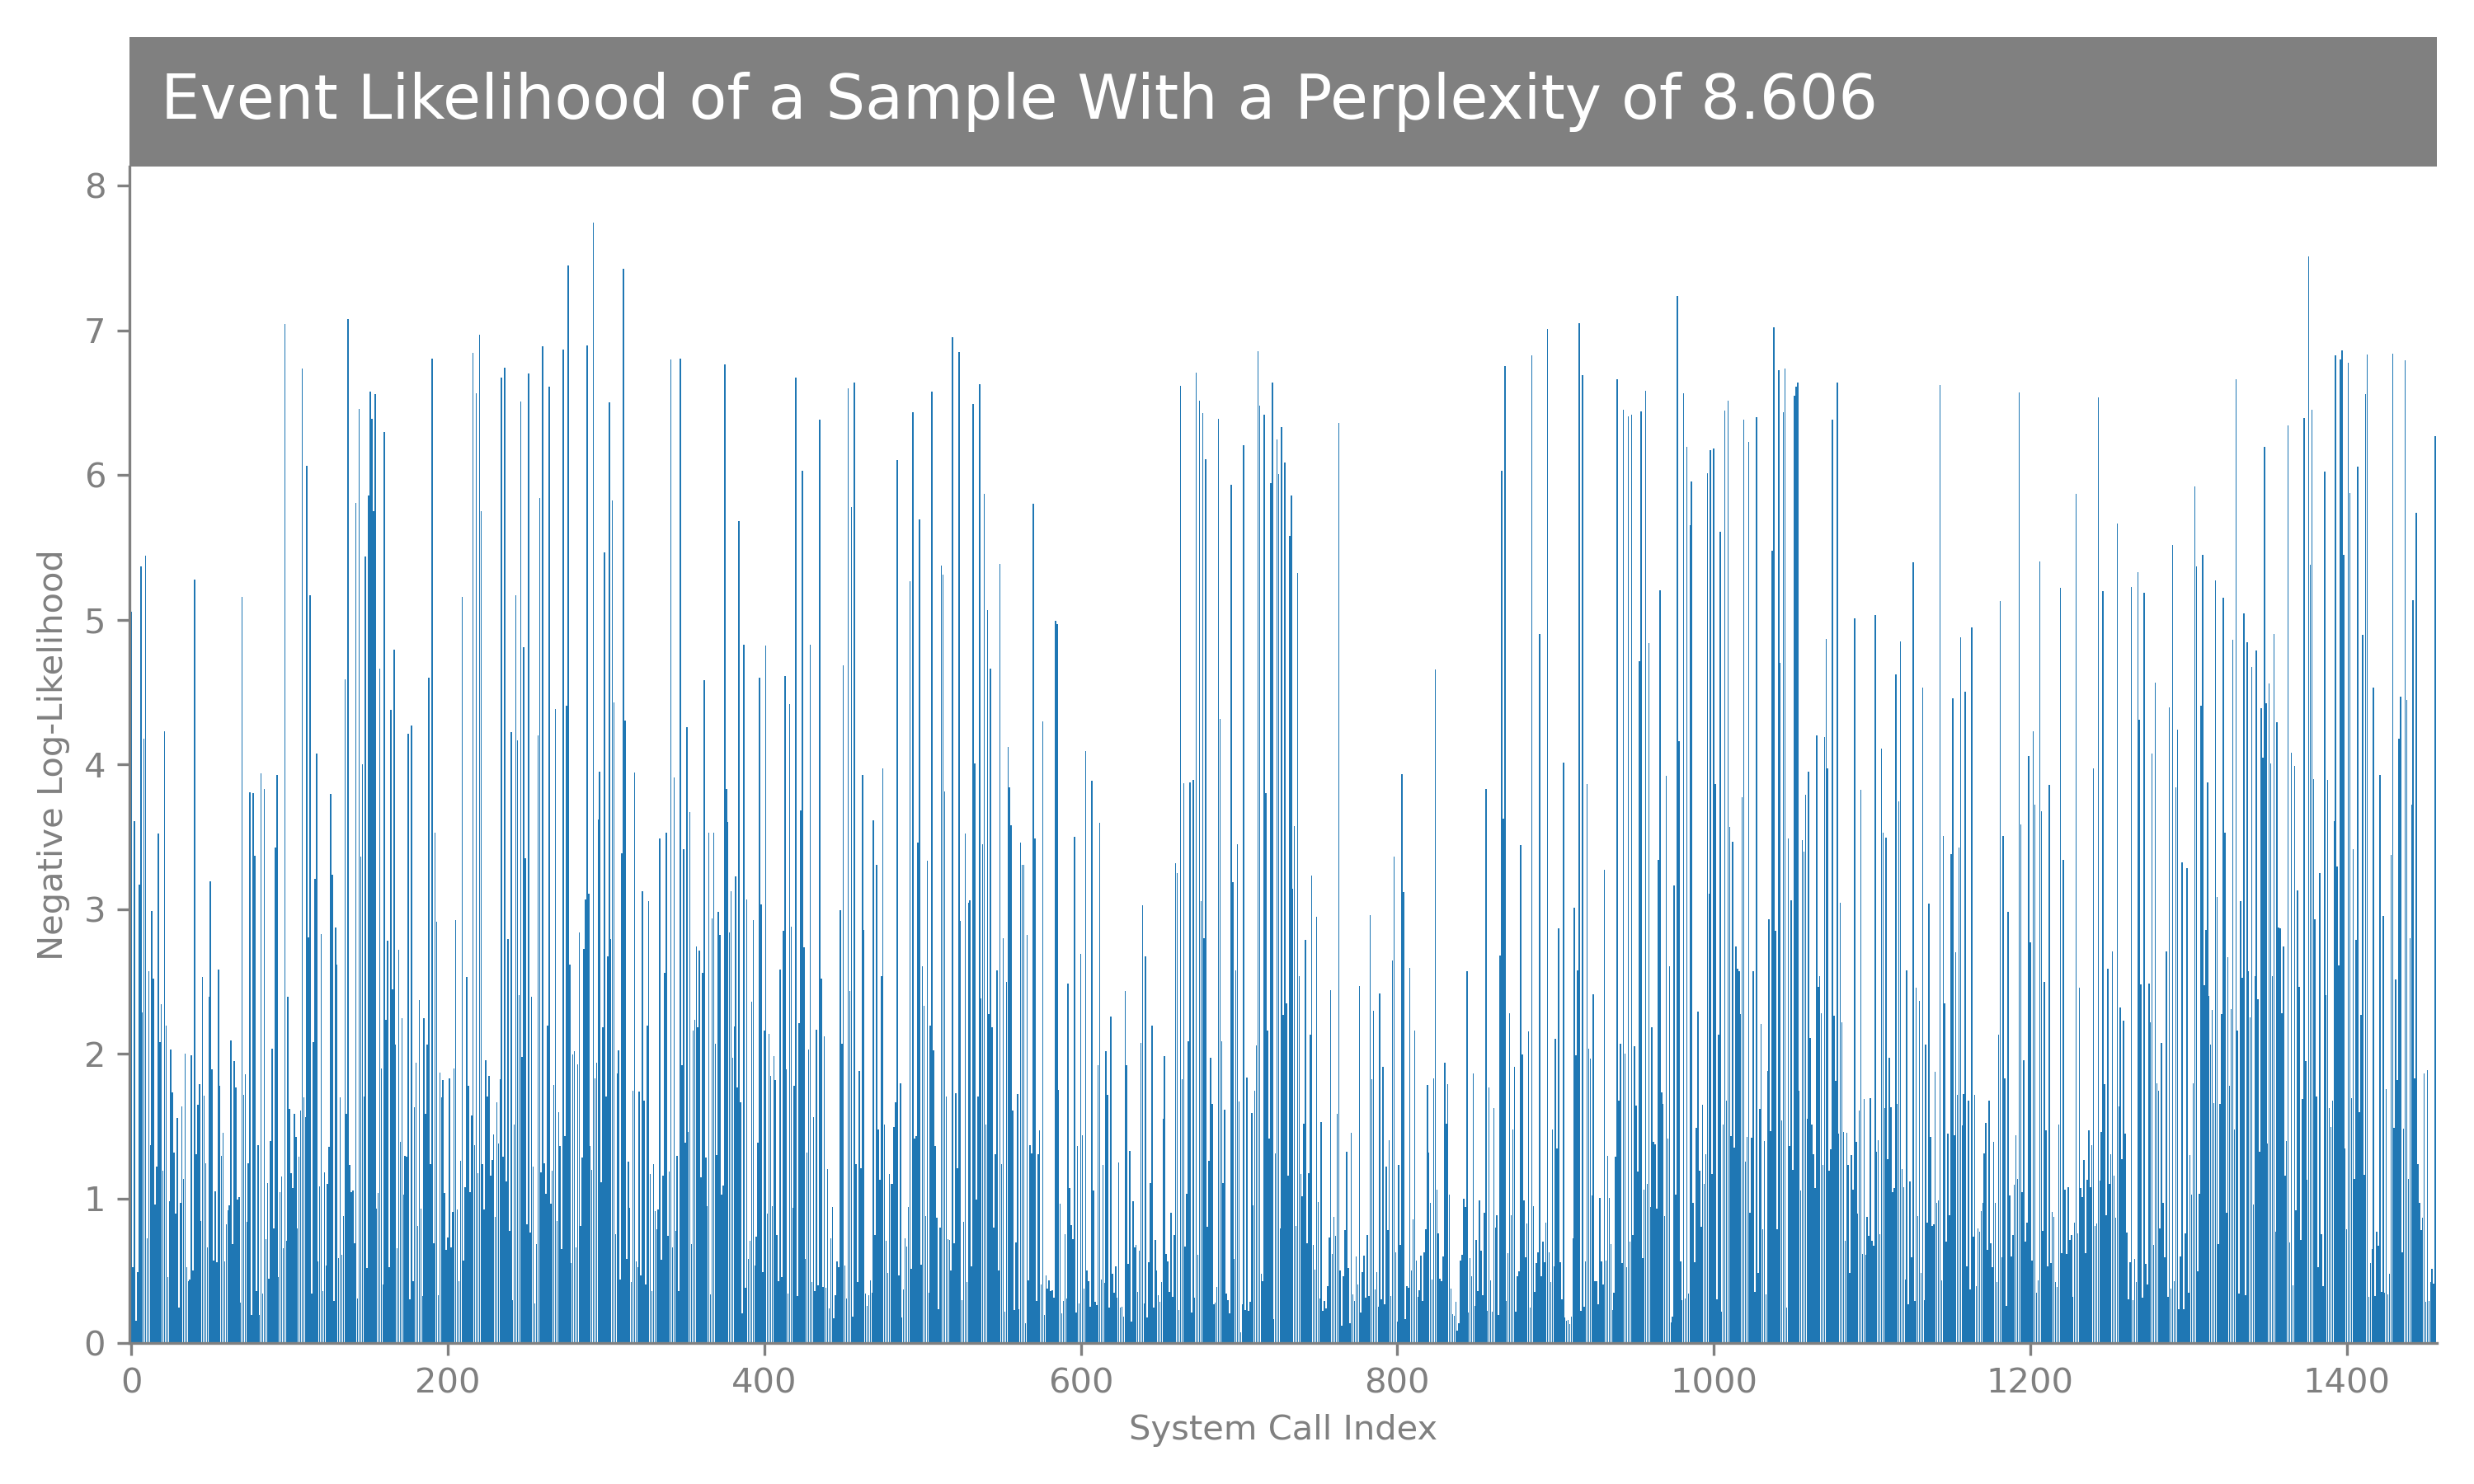 Event Likelihood of a Sample With a Perplexity of 8.606
8
7
6
5
4
3
2
1
0
Negative Log-Likelihood
0 200 400 600 800 1000 1200 1400
System Call Index